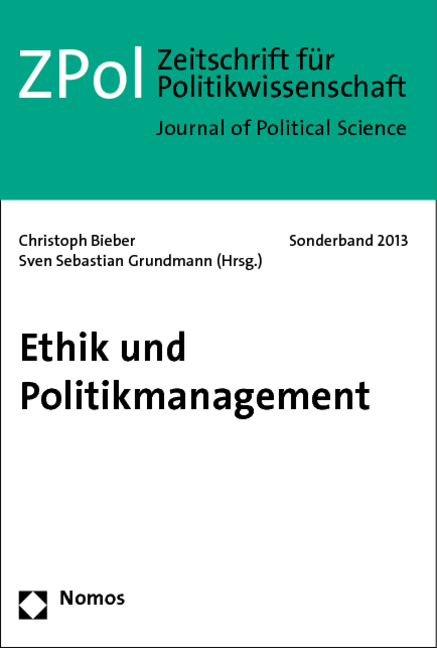 ZPol
Zeitschrift für
Politikwissenschaft
Journal of Political Science
Christoph Bieber
Sven Sebastian Grundmann (Hrsg.)
Sonderband 2013
Ethik und
Politikmanagement
Nomos